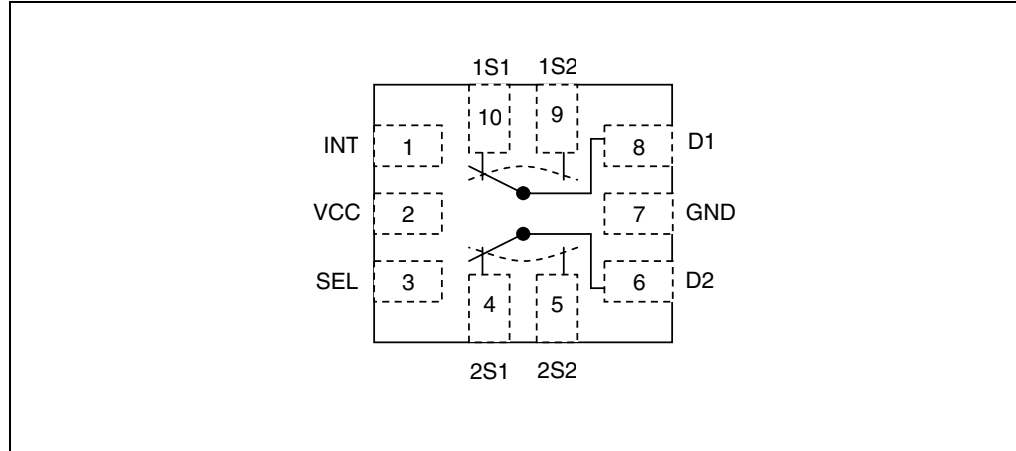 1S1 1S2
10 9
INT 1 8 D1
VCC 2 7 GND
SEL 3 6 D2
4 5
2S1 2S2